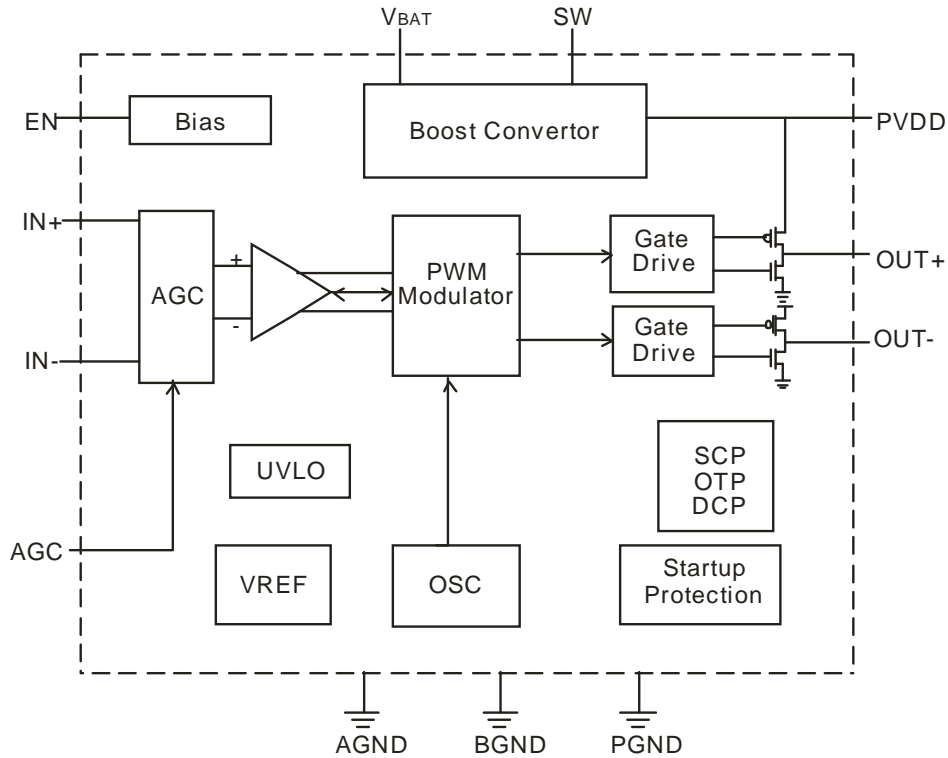 VBAT
SW
EN
Bias
Boost Convertor
PVDD
IN+
AGC
+
-
PWM
Modulator
Gate
Drive
OUT+
Gate
Drive
OUT-
IN-
UVLO
SCP
OTP
DCP
AGC
VREF
OSC
Startup
Protection
AGND
BGND
PGND